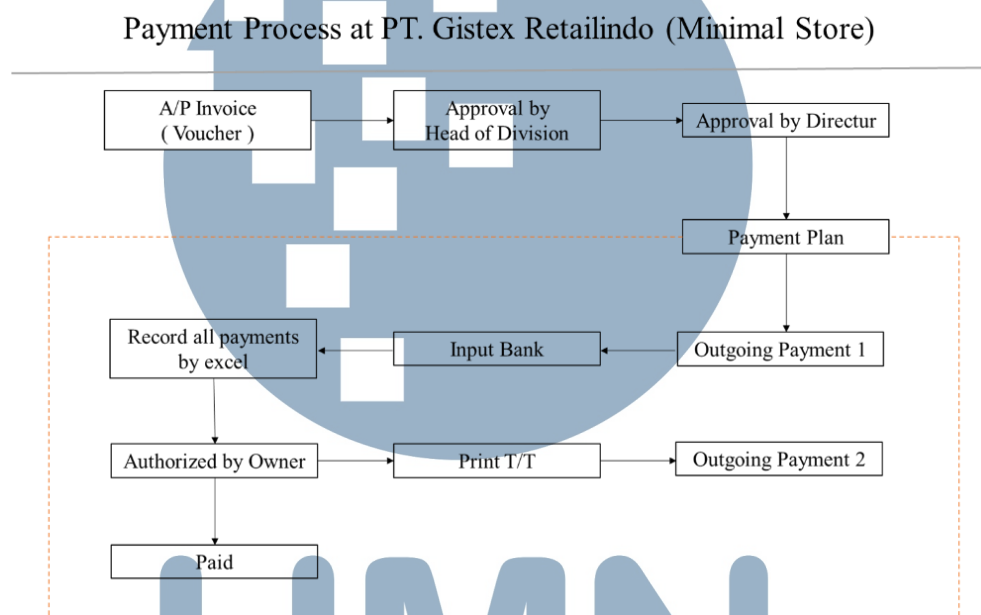 Payment Process at PT. Gistex Retailindo (Minimal Store)
A/P Invoice
( Voucher )
Approval by
Head of Division
Approval by Directur
Payment Plan
Record all payments
by excel
Input Bank
Outgoing Payment 1
Authorized by Owner
Print T/T
Outgoing Payment 2
Paid
UMN